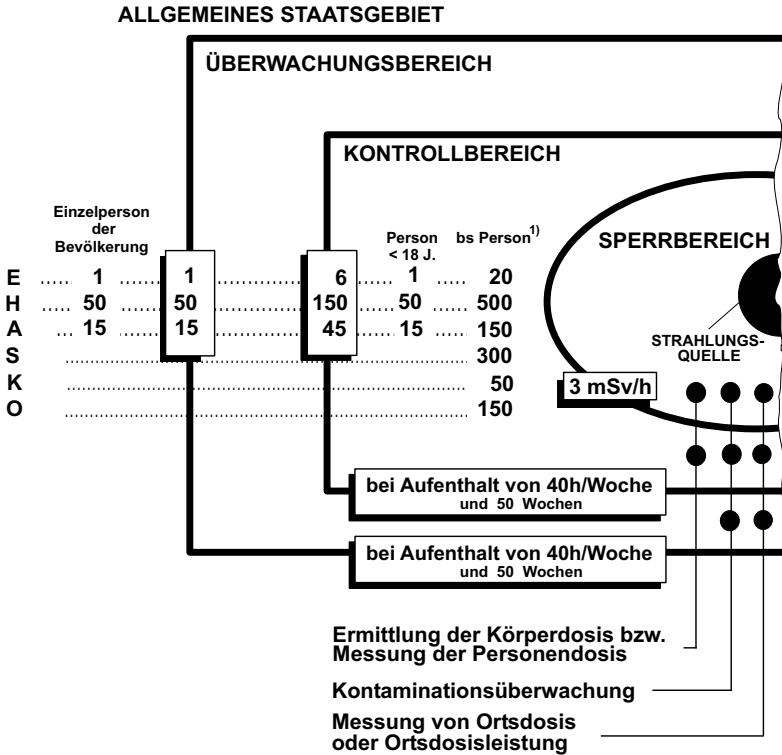 ALLGEMEINES STAATSGEBIET
ÜBERWACHUNGSBEREICH
KONTROLLBEREICH
Einzelperson
der
Bevölkerung
Person
< 18 J.
bs Person1)
SPERRBEREICH
E ..... 1 ..... 1 ..... 6 ..... 1 ..... 20
H ..... 50 ..... 50 ..... 150 ..... 50 ..... 500
A ... 15 ..... 15 ..... 45 ..... 15 ..... 150
S ..... 300
K ..... 50
O ..... 150
STRAHLUNGS-
QUELLE
3 mSv/h
bei Aufenthalt von 40h/Woche
und 50 Wochen
bei Aufenthalt von 40h/Woche
und 50 Wochen
Ermittlung der Körperdosis bzw.
Messung der Personendosis
Kontaminationsüberwachung
Messung von Ortsdosis
oder Ortsdosisleistung